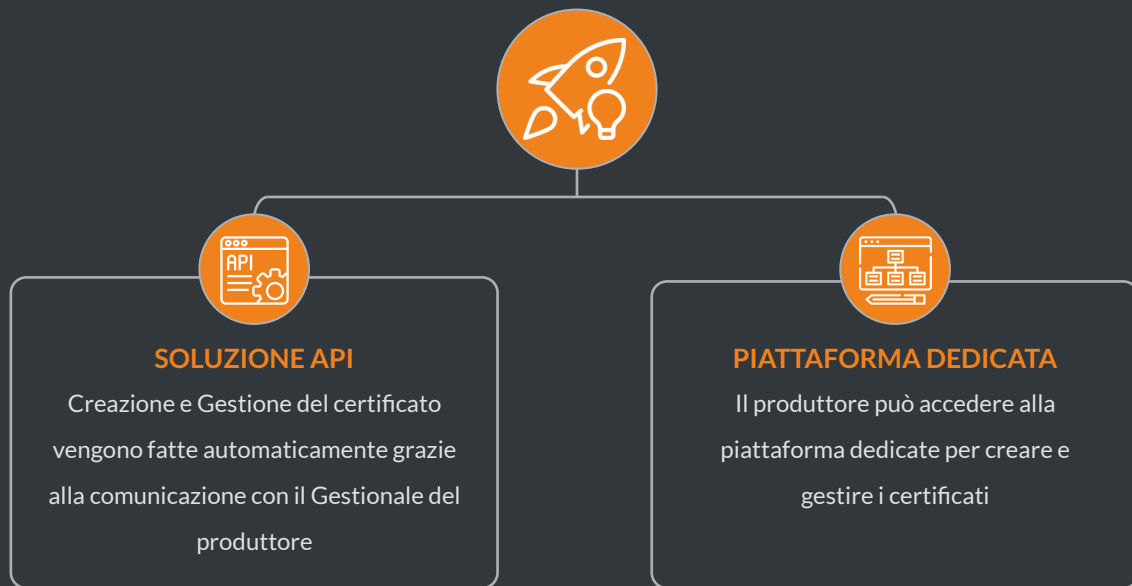 API
SOLUZIONE API
Creazione e Gestione del certificato
vengono fatte automaticamente grazie
alla comunicazione con il Gestionale del
produttore
PIATTAFORMA DEDICATA
Il produttore può accedere alla
piattaforma dedicate per creare e
gestire i certificati